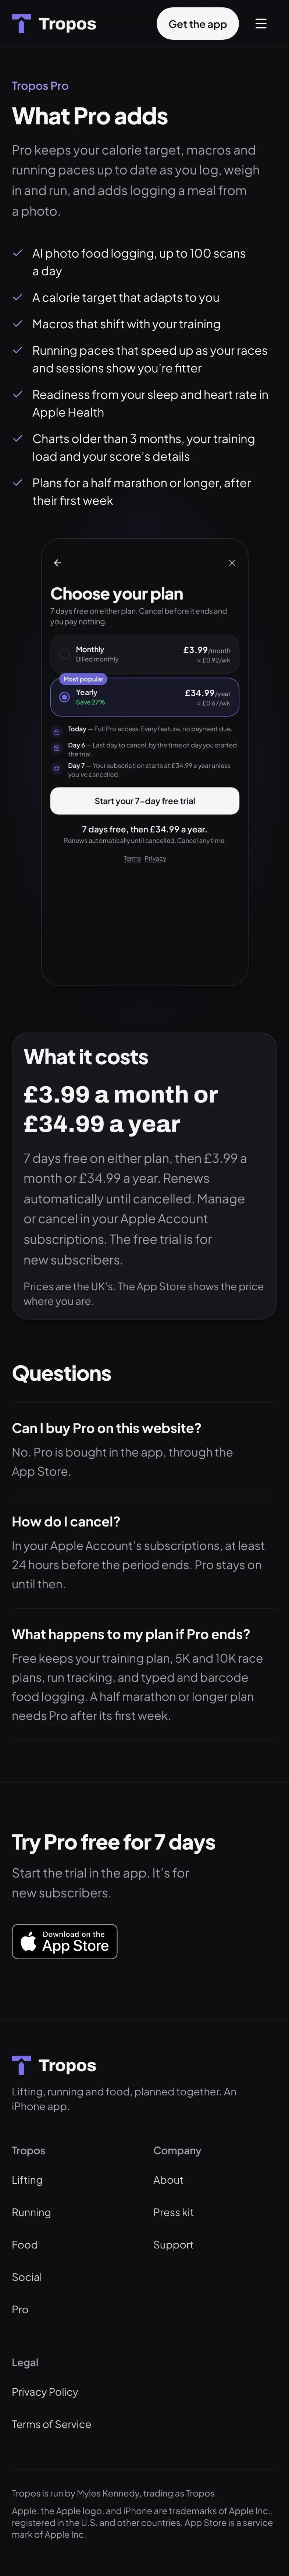 Tropos
Get the app
Tropos Pro
What Pro adds
Pro keeps your calorie target, macros and
running paces up to date as you log, weigh
in and run, and adds logging a meal from
a photo.
AI photo food logging, up to 100 scans
a day
A calorie target that adapts to you
Macros that shift with your training
Running paces that speed up as your races
and sessions show you're fitter
Readiness from your sleep and heart rate in
Apple Health
Charts older than 3 months, your training
load and your score's details
Plans for a half marathon or longer, after
their first week
Choose your plan
7 days free on either plan. Cancel before it ends and
you pay nothing.
Monthly
Billed monthly
£3.99/month
≈ £0.92/wk
Most popular
Yearly
Save 27%
£34.99/year
≈ £0.67/wk
Today — Full Pro access. Every feature, no payment due.
Day 6 — Last day to cancel, by the time of day you started
the trial.
Day 7 — Your subscription starts at £34.99 a year unless
you've cancelled.
Start your 7-day free trial
7 days free, then £34.99 a year.
Renews automatically until cancelled. Cancel any time.
Terms · Privacy
What it costs
£3.99 a month or
£34.99 a year
7 days free on either plan, then £3.99 a
month or £34.99 a year. Renews
automatically until cancelled. Manage
or cancel in your Apple Account
subscriptions. The free trial is for
new subscribers.
Prices are the UK's. The App Store shows the price
where you are.
Questions
Can I buy Pro on this website?
No. Pro is bought in the app, through the
App Store.
How do I cancel?
In your Apple Account's subscriptions, at least
24 hours before the period ends. Pro stays on
until then.
What happens to my plan if Pro ends?
Free keeps your training plan, 5K and 10K race
plans, run tracking, and typed and barcode
food logging. A half marathon or longer plan
needs Pro after its first week.
Try Pro free for 7 days
Start the trial in the app. It's for
new subscribers.
Download on the
App Store
Tropos
Lifting, running and food, planned together. An
iPhone app.
Tropos
Company
Lifting
About
Running
Press kit
Food
Support
Social
Pro
Legal
Privacy Policy
Terms of Service
Tropos is run by Myles Kennedy, trading as Tropos.
Apple, the Apple logo, and iPhone are trademarks of Apple Inc.,
registered in the U.S. and other countries. App Store is a service
mark of Apple Inc.